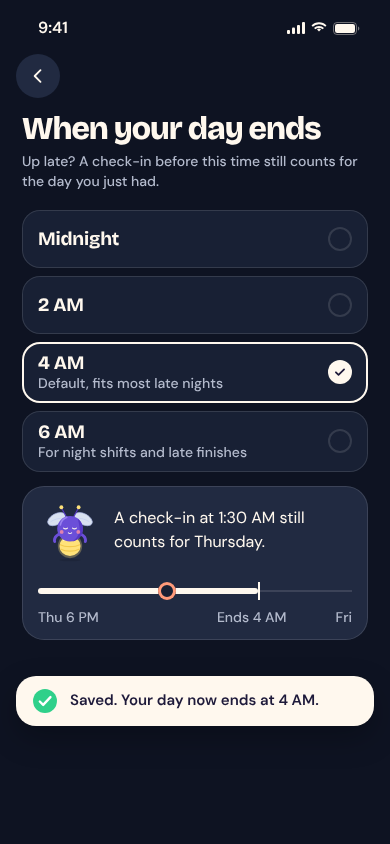 9:41
When your day ends
Up late? A check-in before this time still counts for
the day you just had.
Midnight
2 AM
4 AM
Default, fits most late nights
6 AM
For night shifts and late finishes
A check-in at 1:30 AM still
counts for Thursday.
Thu 6 PM
Ends 4 AM
Fri
Saved. Your day now ends at 4 AM.